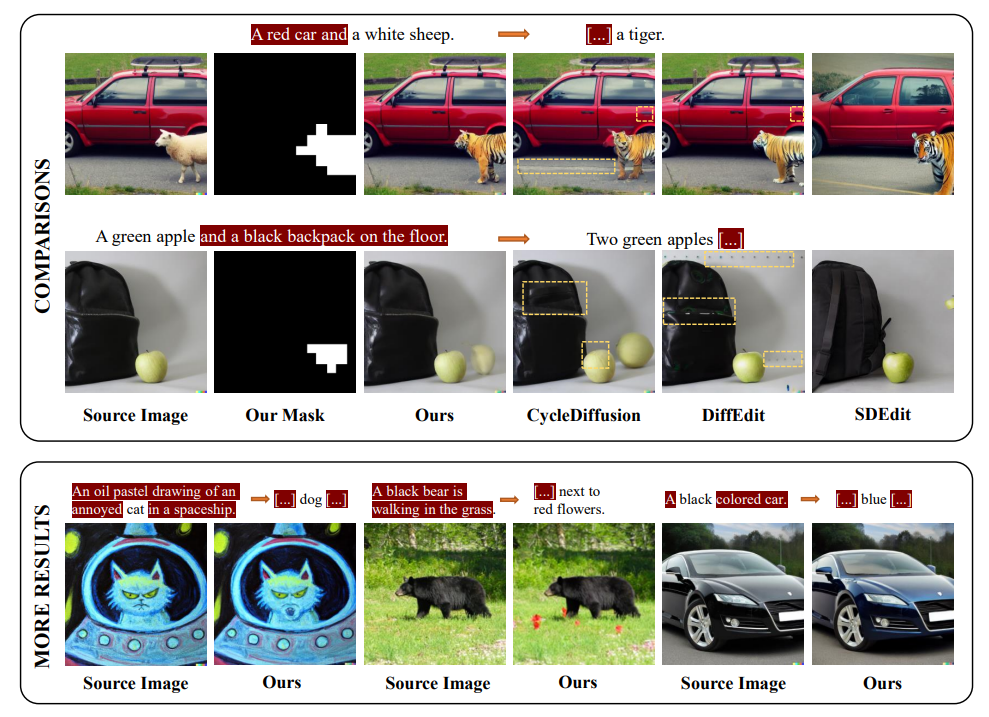 COMPARISONS
A red car and a white sheep.
[...] a tiger.
A green apple and a black backpack on the floor.
Two green apples [...]
Source Image
Our Mask
Ours
CycleDiffusion
DiffEdit
SDEdit
MORE RESULTS
An oil pastel drawing of an
annoyed cat in a spaceship.
[...] dog [...]
A black bear is
walking in the grass.
[...] next to
red flowers.
A black colored car.
[...] blue [...]
Source Image
Ours
Source Image
Ours
Source Image
Ours